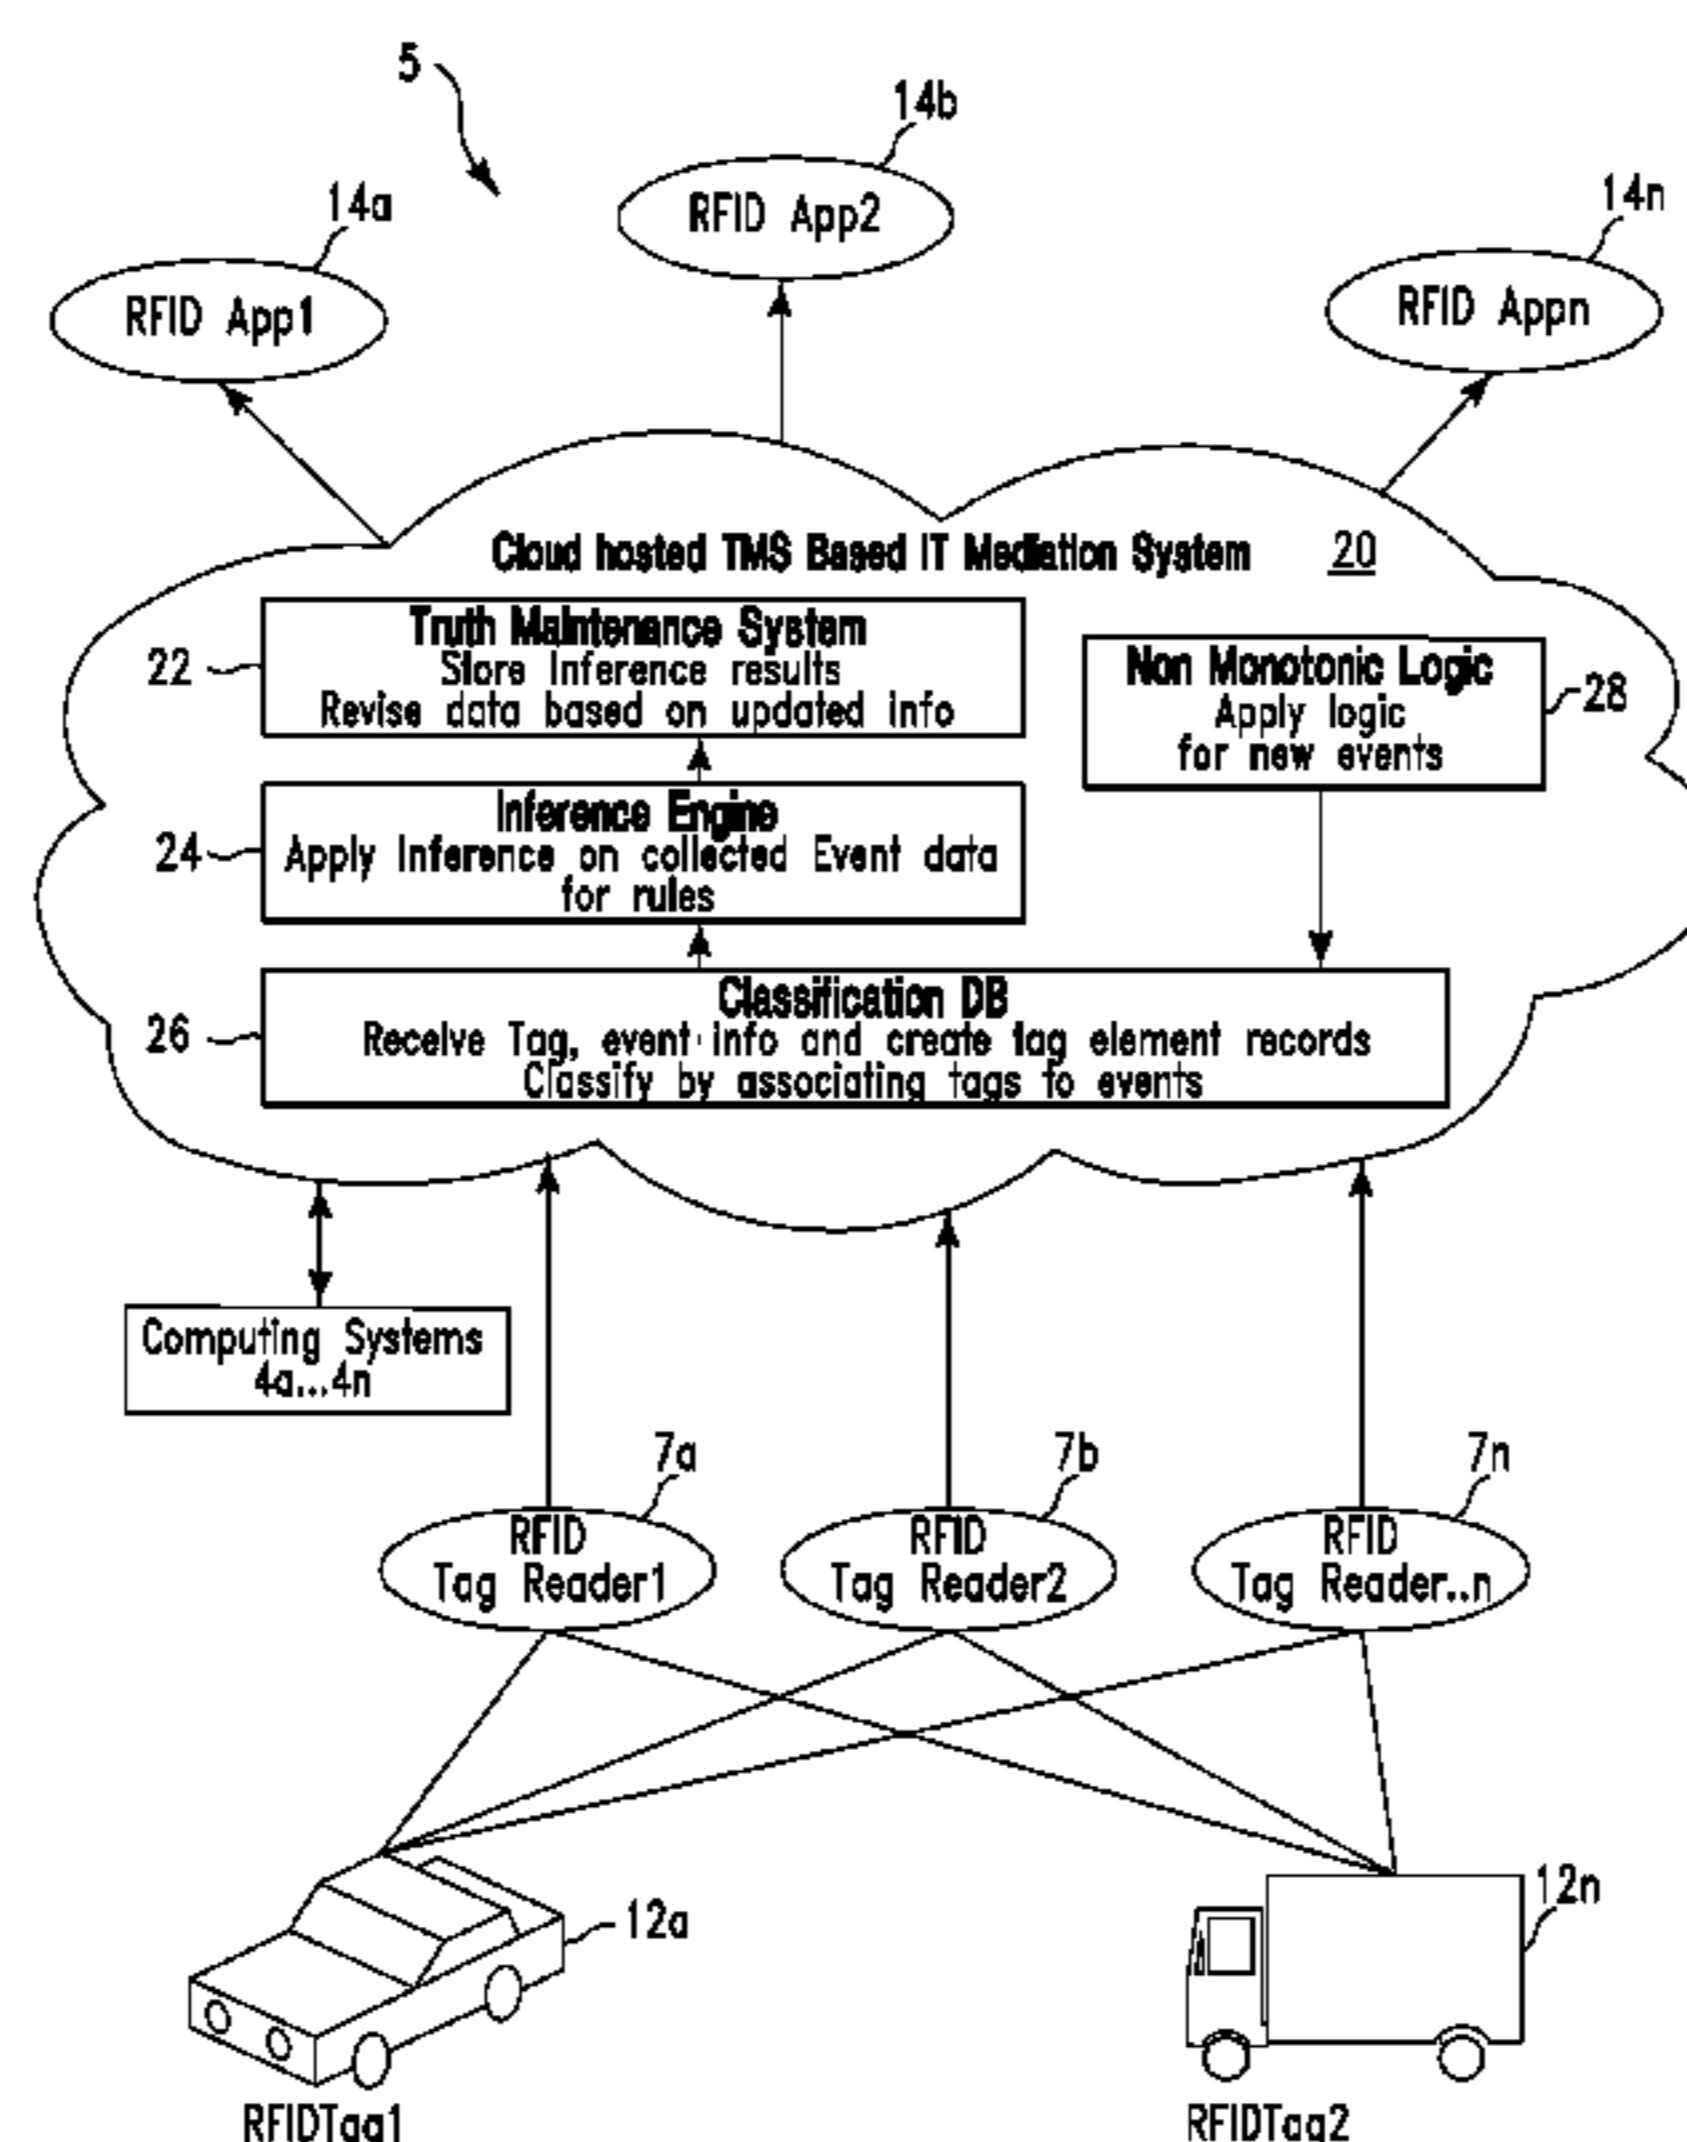 5
14b
RFID App2
14a
14n
RFID App1
RFID Appn
Cloud hosted TMS Based IT Mediation System 20
Truth Maintenance System
Store Inference results
Revise data based on updated info
22
Non Monotonic Logic
Apply logic
for new events
28
Inference Engine
Apply Inference on collected Event data
for rules
24
Classification DB
Receive Tag, event info and create tag element records
Classify by associating tags to events
26
Computing Systems
4a...4n
7a
7b
7n
RFID
Tag Reader1
RFID
Tag Reader2
RFID
Tag Reader..n
12a
12n
RFIDTag1
RFIDTag2